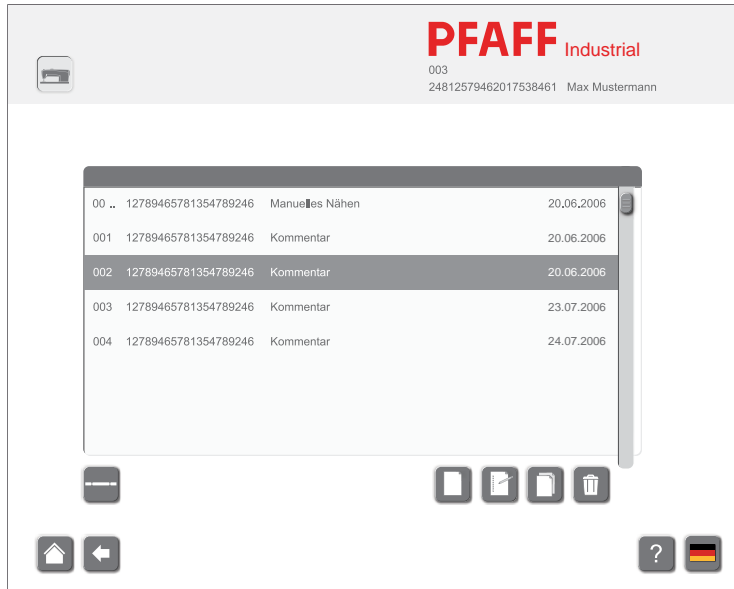 PFAFF Industrial
003
24812579462017538461 Max Mustermann
00 .. 12789465781354789246 Manuelles Nähen 20.06.2006
001 12789465781354789246 Kommentar 20.06.2006
002 12789465781354789246 Kommentar 20.06.2006
003 12789465781354789246 Kommentar 23.07.2006
004 12789465781354789246 Kommentar 24.07.2006
?